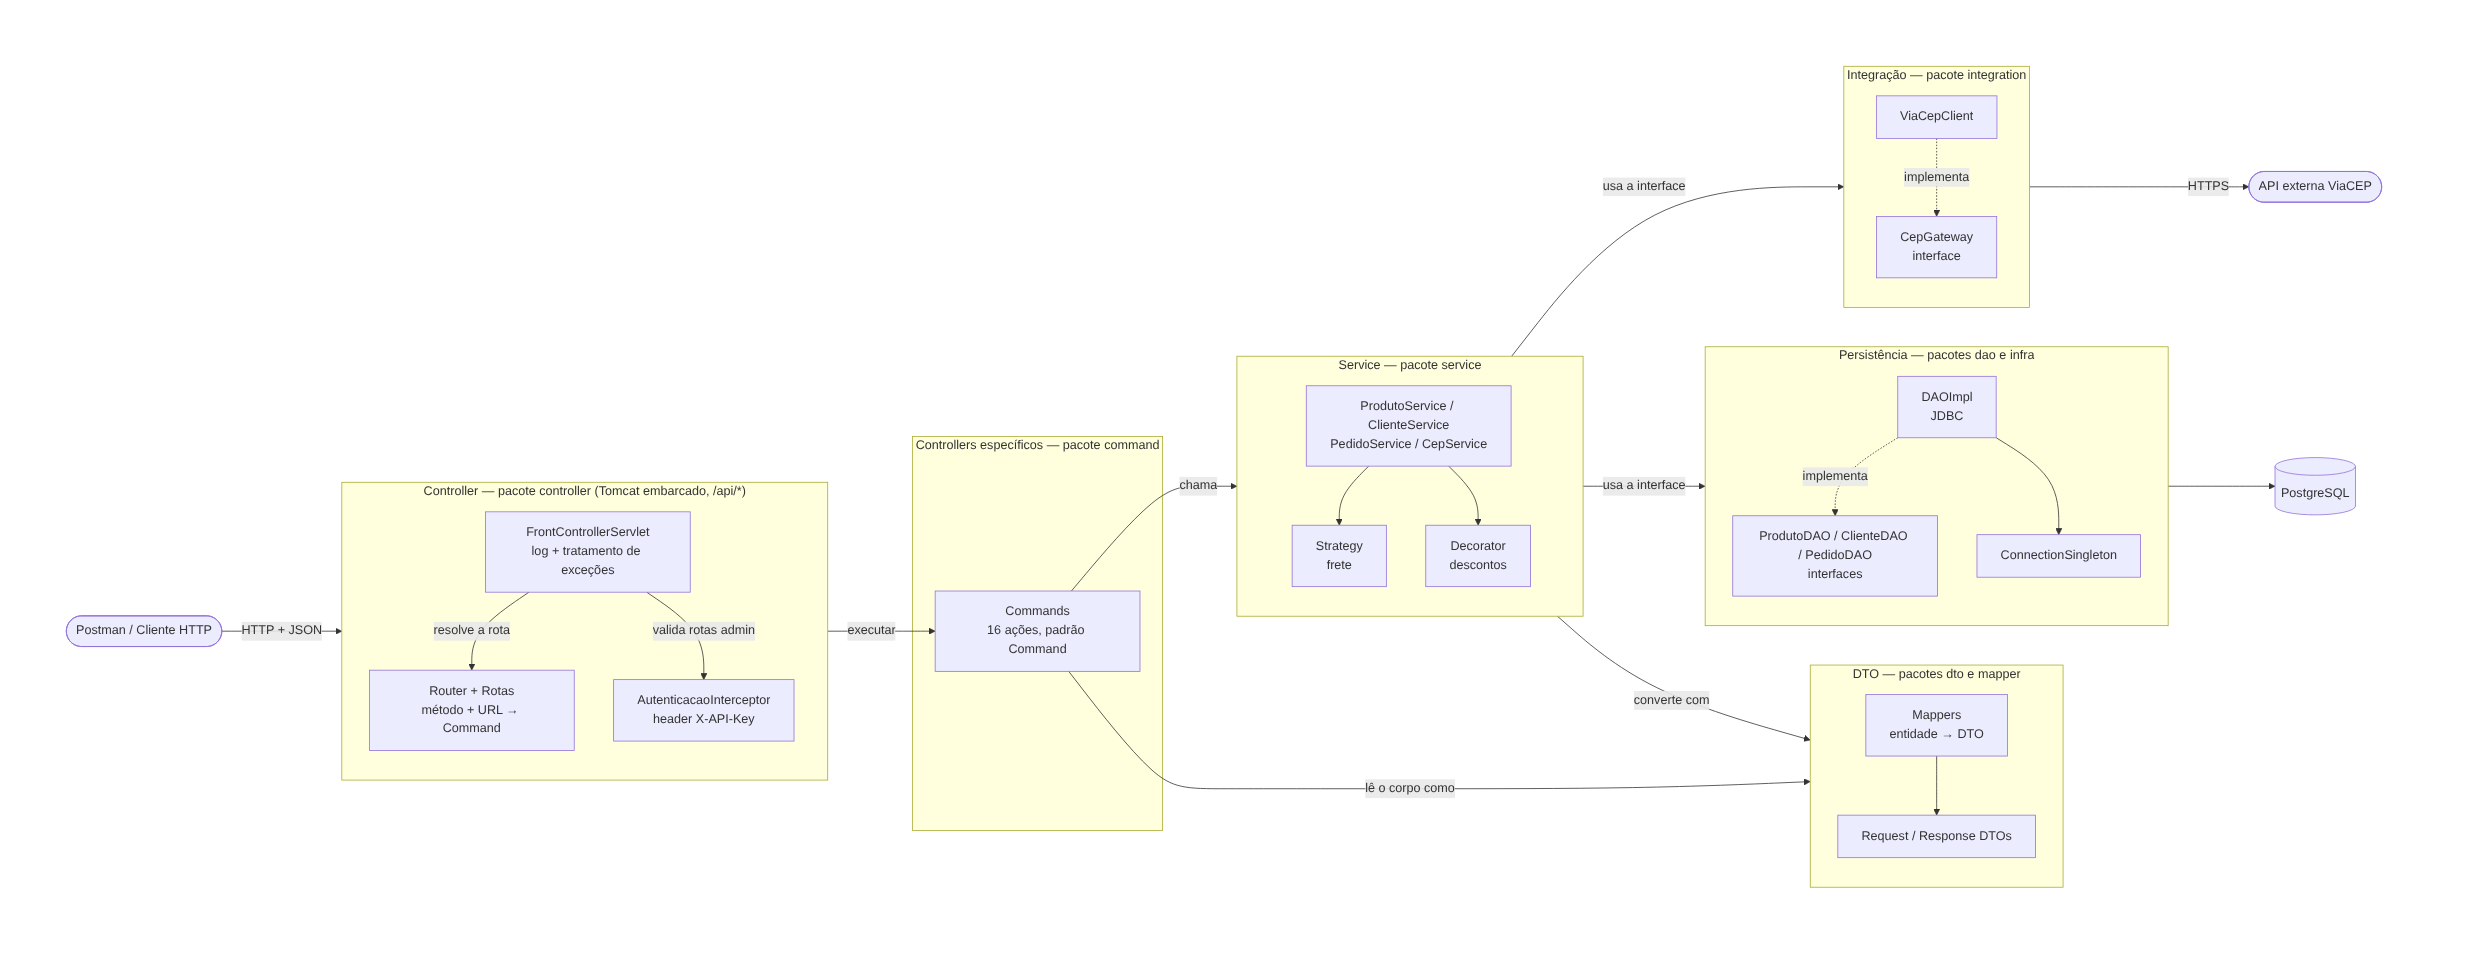 Postman / Cliente HTTP
HTTP + JSON
Controller — pacote controller (Tomcat embarcado, /api/*)
FrontControllerServlet
log + tratamento de
exceções
resolve a rota
valida rotas admin
Router + Rotas
método + URL →
Command
AutenticacaoInterceptor
header X-API-Key
executar
Controllers específicos — pacote command
Commands
16 ações, padrão
Command
chama
lê o corpo como
Service — pacote service
ProdutoService /
ClienteService
PedidoService / CepService
Strategy
frete
Decorator
descontos
usa a interface
usa a interface
converte com
Integração — pacote integration
ViaCepClient
implementa
CepGateway
interface
HTTPS
API externa ViaCEP
Persistência — pacotes dao e infra
DAOImpl
JDBC
implementa
ProdutoDAO / ClienteDAO
/ PedidoDAO
interfaces
ConnectionSingleton
PostgreSQL
DTO — pacotes dto e mapper
Mappers
entidade → DTO
Request / Response DTOs